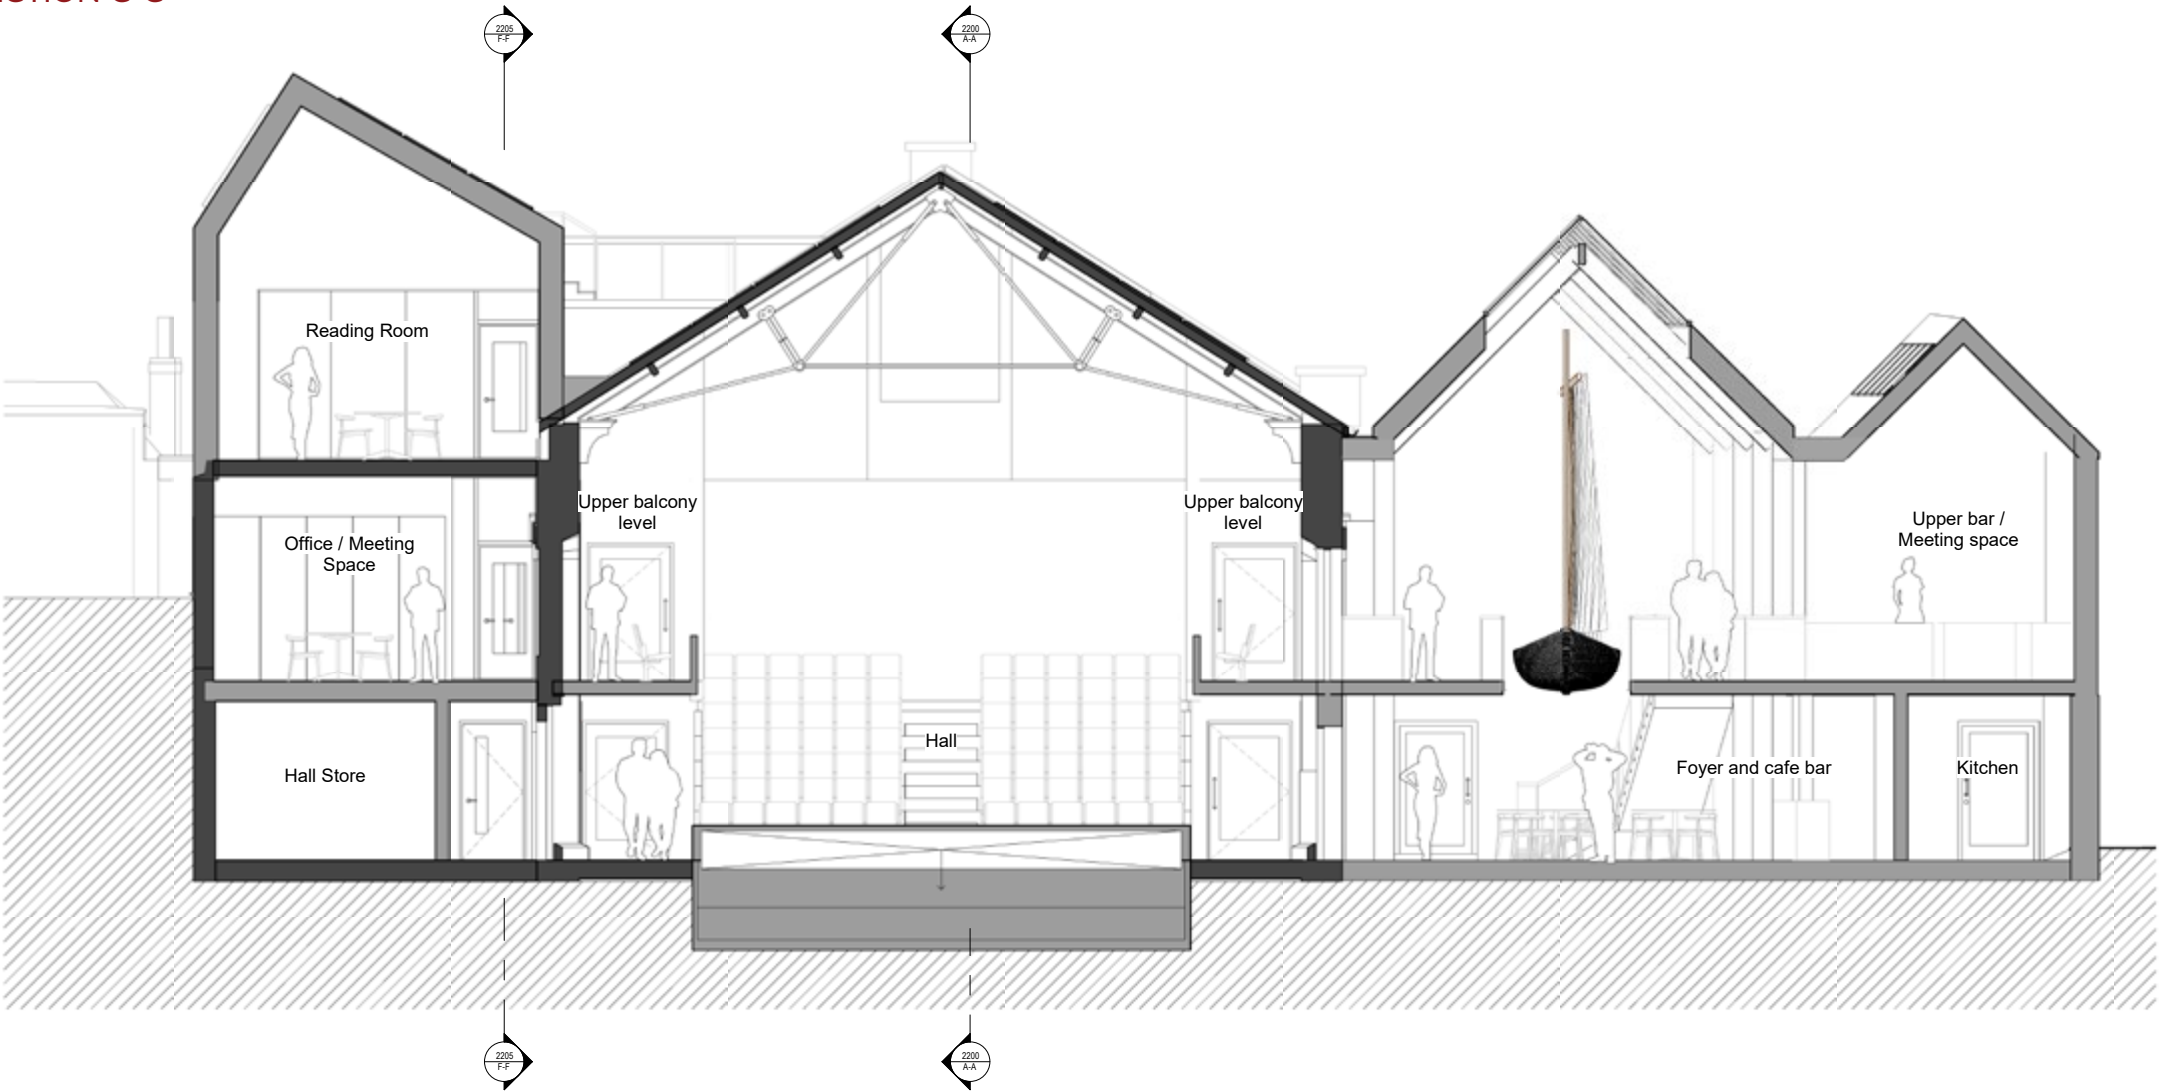 2205
F-F
2200
A-A
Reading Room
Upper balcony
level
Upper balcony
level
Office / Meeting
Space
Upper bar /
Meeting space
Hall
Hall Store
Foyer and cafe bar
Kitchen
2205
F-F
2200
A-A